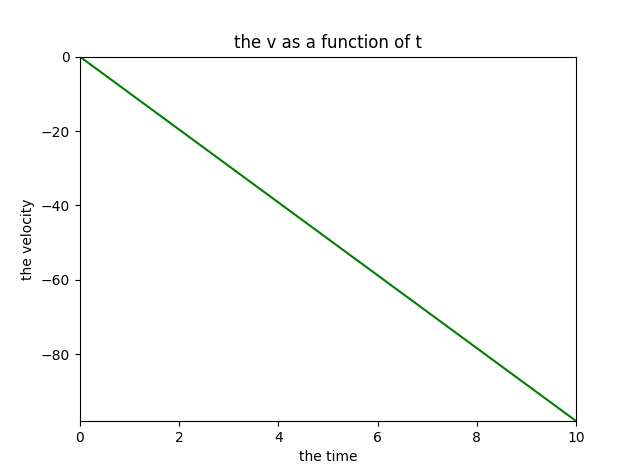 the v as a function of t
0
−20
−40
−60
−80
the velocity
0 2 4 6 8 10
the time